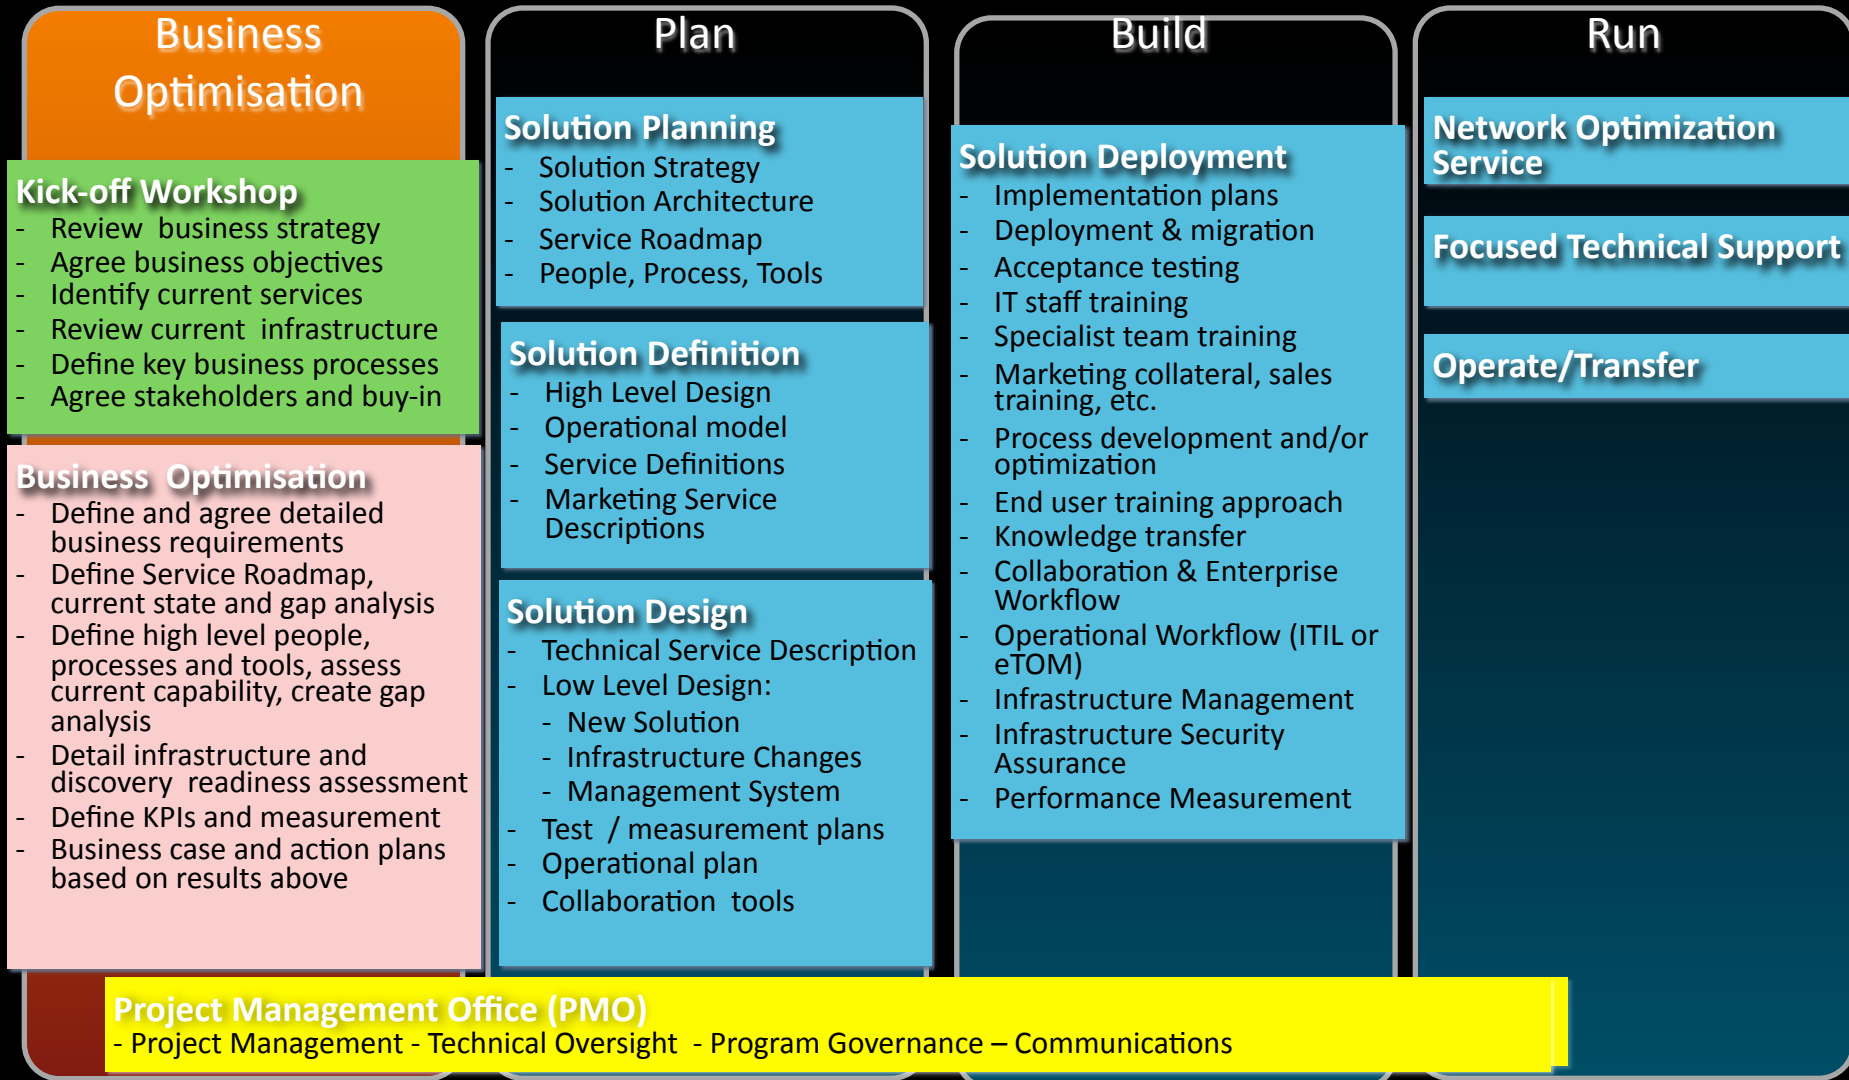 Business
Optimisation
Kick-off Workshop
- Review business strategy
- Agree business objectives
- Identify current services
- Review current infrastructure
- Define key business processes
- Agree stakeholders and buy-in
Business Optimisation
- Define and agree detailed
business requirements
- Define Service Roadmap,
current state and gap analysis
- Define high level people,
processes and tools, assess
current capability, create gap
analysis
- Detail infrastructure and
discovery readiness assessment
- Define KPIs and measurement
- Business case and action plans
based on results above
Plan
Solution Planning
- Solution Strategy
- Solution Architecture
- Service Roadmap
- People, Process, Tools
Solution Definition
- High Level Design
- Operational model
- Service Definitions
- Marketing Service
Descriptions
Solution Design
- Technical Service Description
- Low Level Design:
- New Solution
- Infrastructure Changes
- Management System
- Test / measurement plans
- Operational plan
- Collaboration tools
Build
Solution Deployment
- Implementation plans
- Deployment & migration
- Acceptance testing
- IT staff training
- Specialist team training
- Marketing collateral, sales
training, etc.
- Process development and/or
optimization
- End user training approach
- Knowledge transfer
- Collaboration & Enterprise
Workflow
- Operational Workflow (ITIL or
eTOM)
- Infrastructure Management
- Infrastructure Security
Assurance
- Performance Measurement
Run
Network Optimization
Service
Focused Technical Support
Operate/Transfer
Project Management Office (PMO)
- Project Management - Technical Oversight - Program Governance – Communications